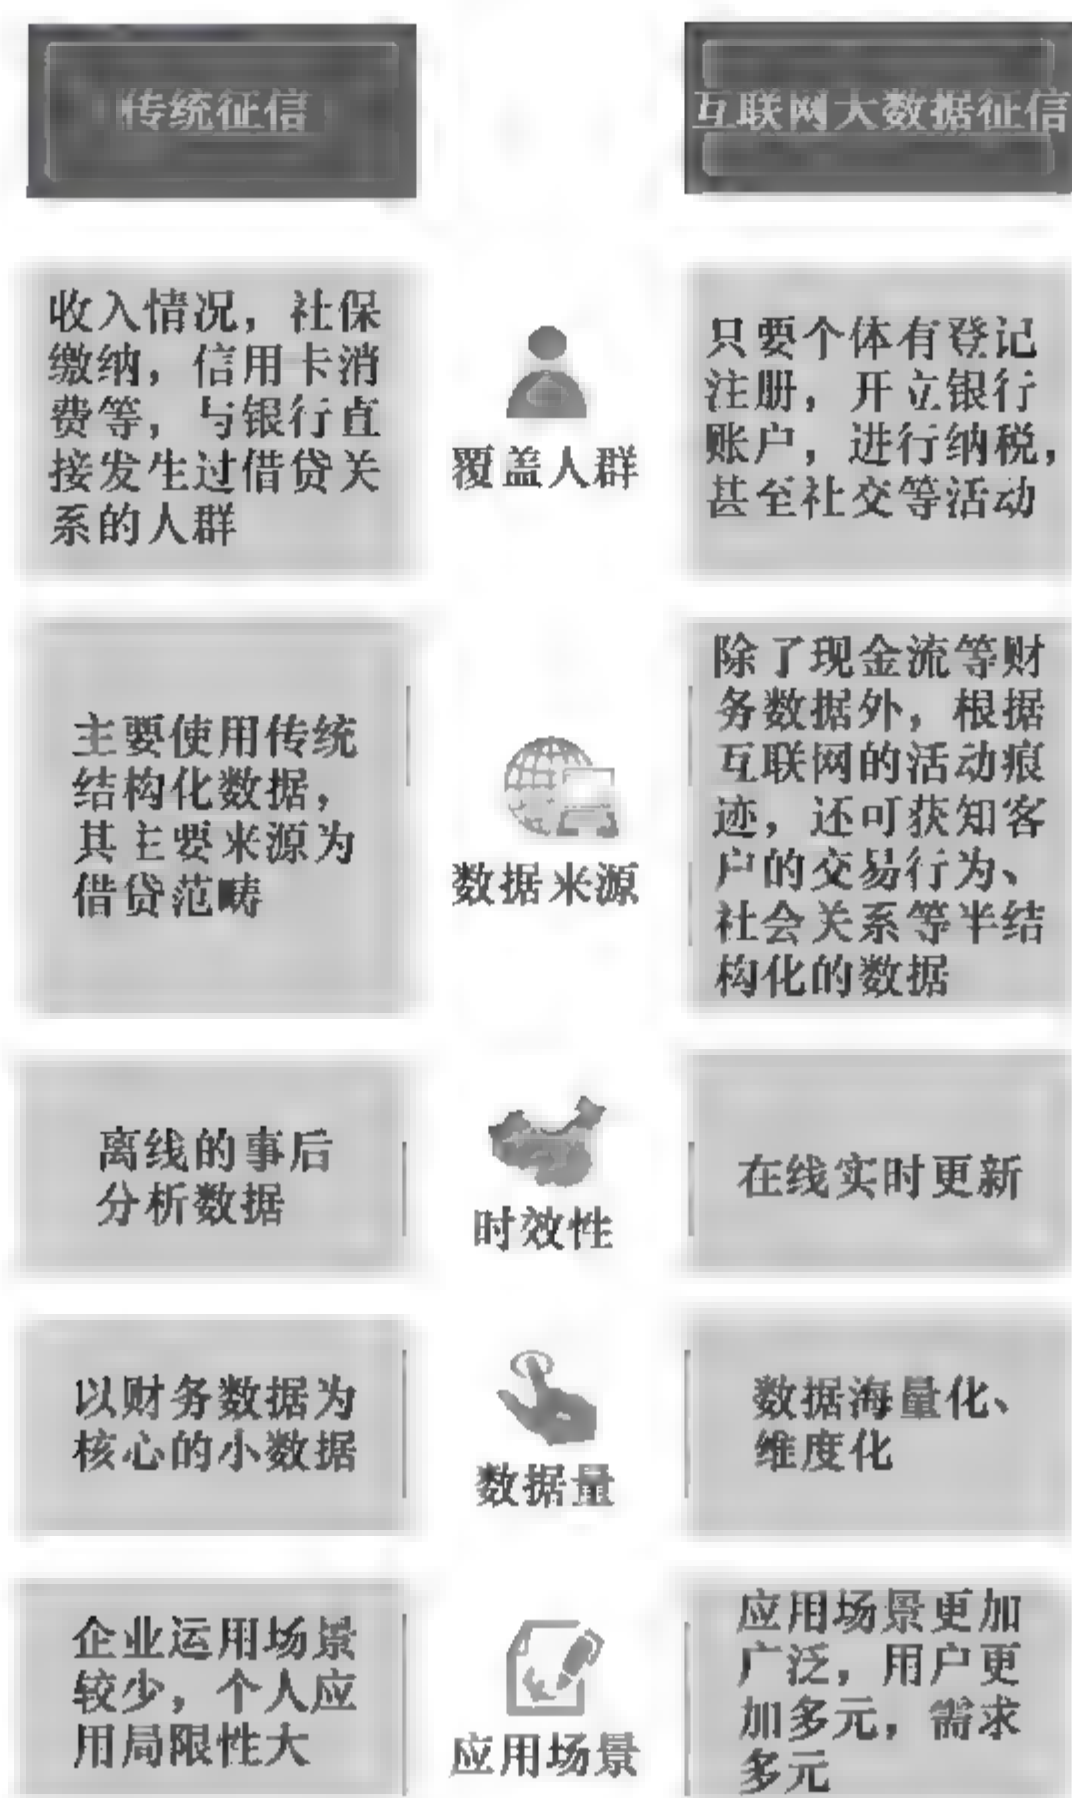 传统征信
互联网大数据征信
收入情况，社保
缴纳，信用卡消
费等，与银行直
接发生过借贷关
系的人群
覆盖人群
只要个体有登记
注册，开立银行
账户，进行纳税，
甚至社交等活动
主要使用传统
结构化数据，
其主要来源为
借贷范畴
数据来源
除了现金流等财
务数据外，根据
互联网的活动痕
迹，还可获知客
户的交易行为、
社会关系等半结
构化的数据
离线的事后
分析数据
时效性
在线实时更新
以财务数据为
核心的小数据
数据量
数据海量化、
维度化
企业运用场景
较少，个人应
用局限性大
应用场景
应用场景更加
广泛，用户更
加多元，需求
多元